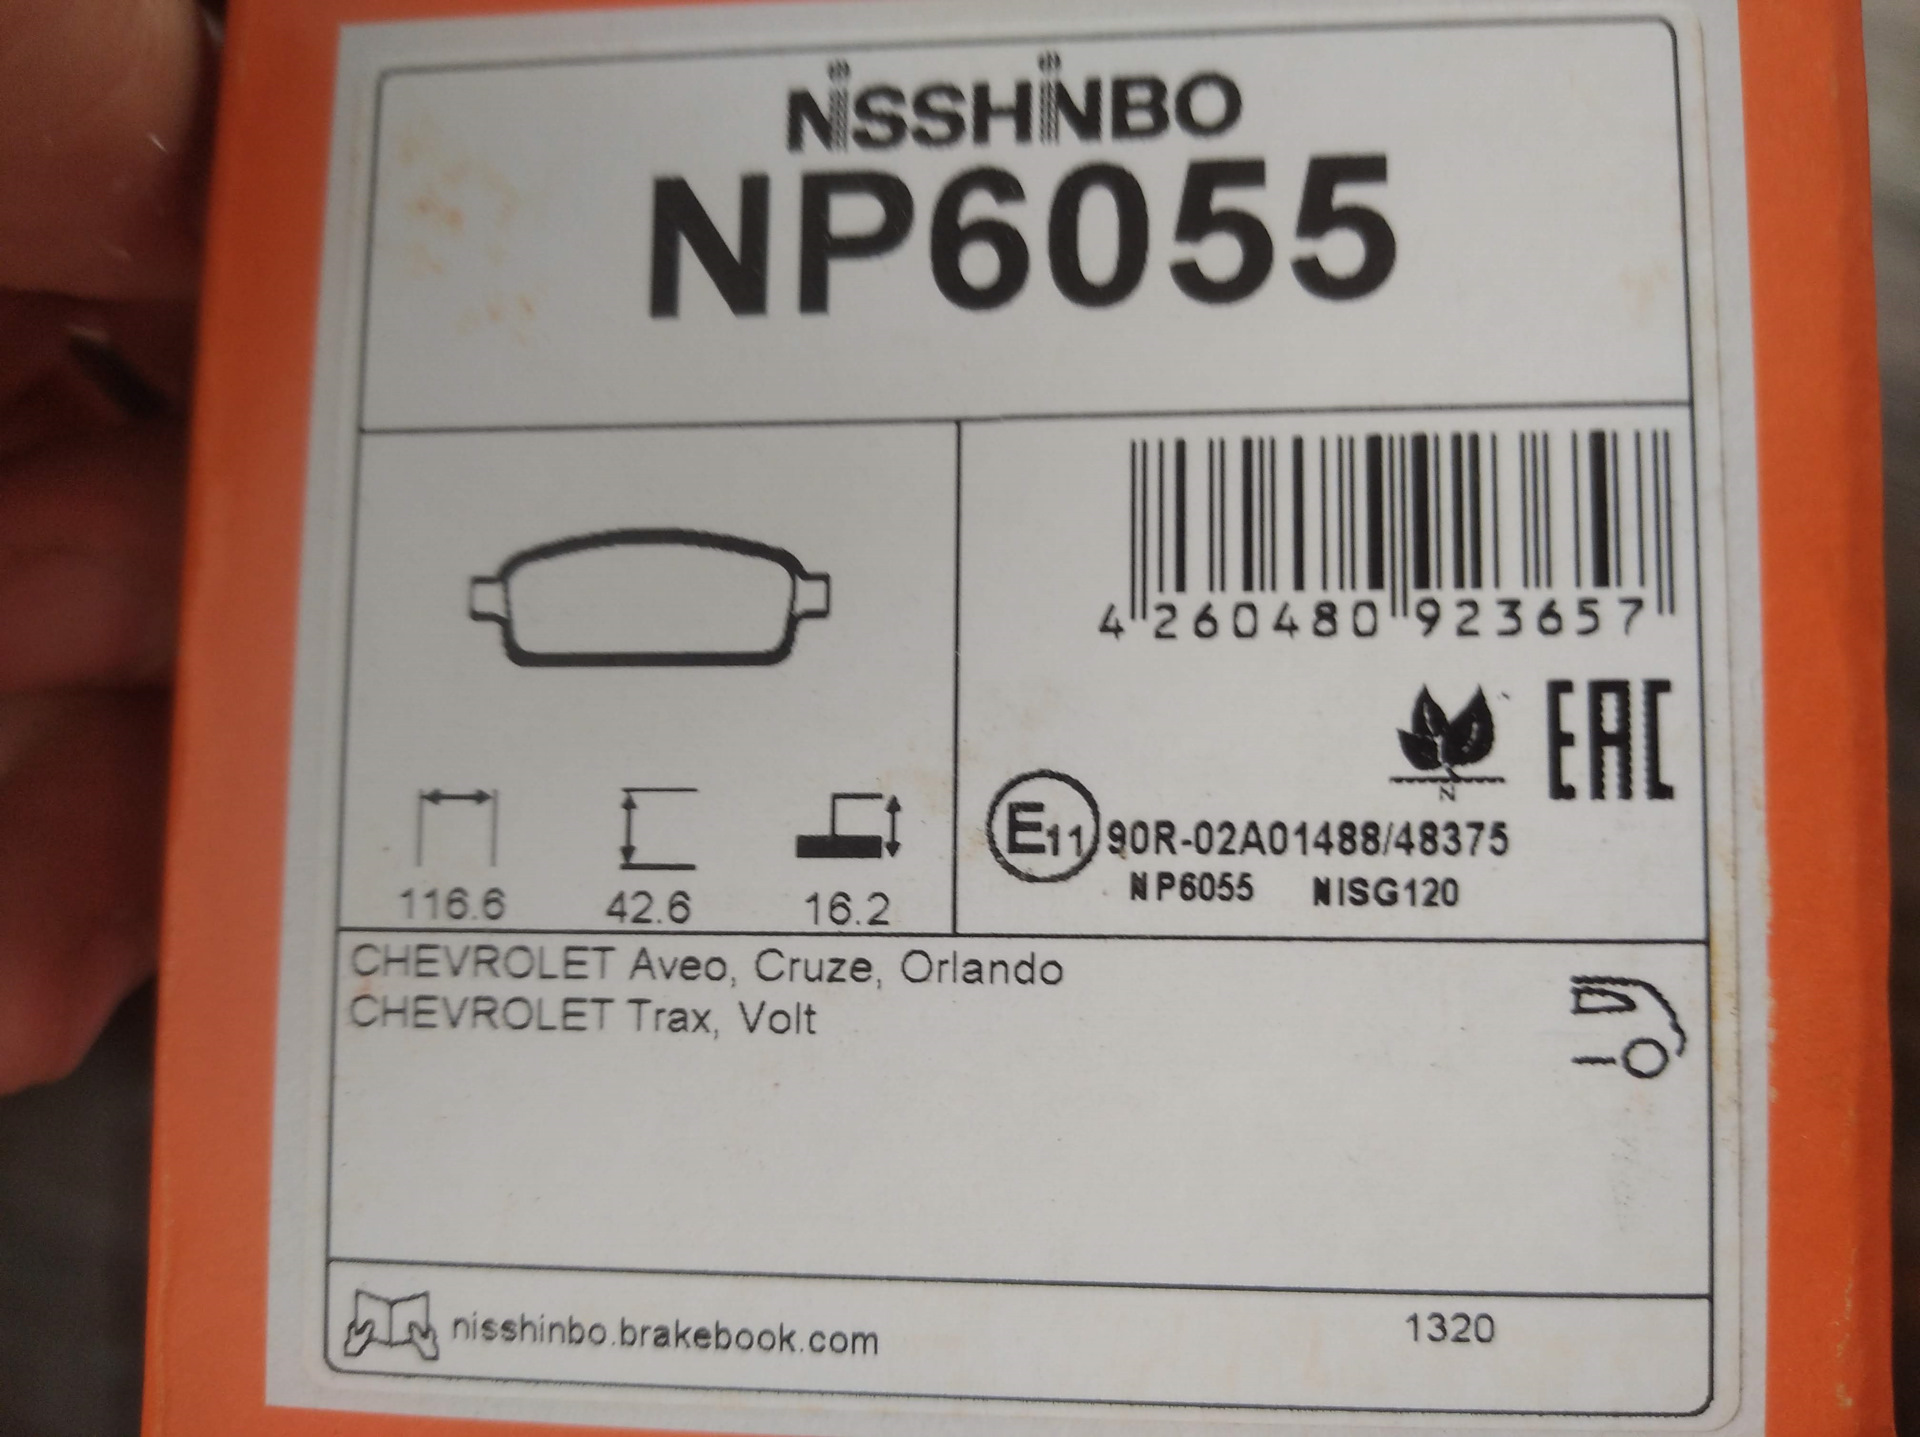 NISSHINBO
NP6055
4 260480 923657
N
EAC
E11 90R-02A01488/48375
NP6055 NISG120
116.6 42.6 16.2
CHEVROLET Aveo, Cruze, Orlando
CHEVROLET Trax, Volt
nisshinbo.brakebook.com 1320